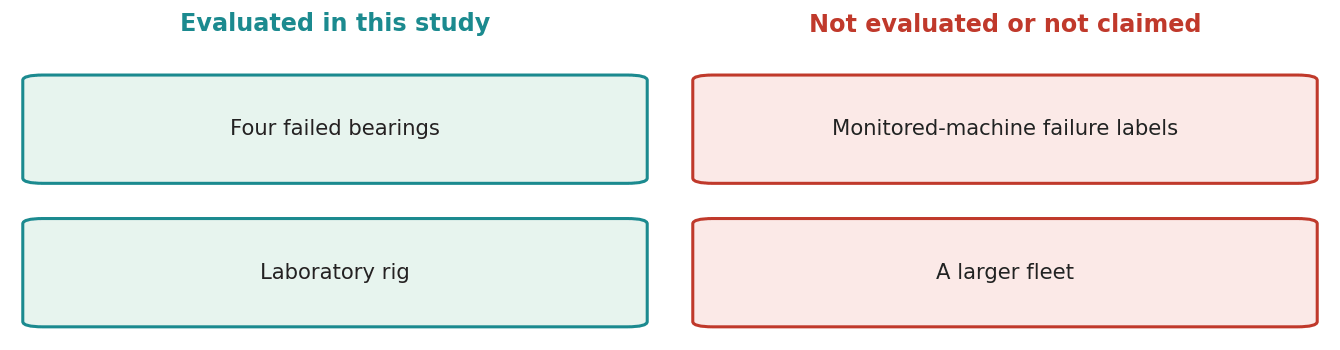 Evaluated in this study
Not evaluated or not claimed
Four failed bearings
Monitored-machine failure labels
Laboratory rig
A larger fleet